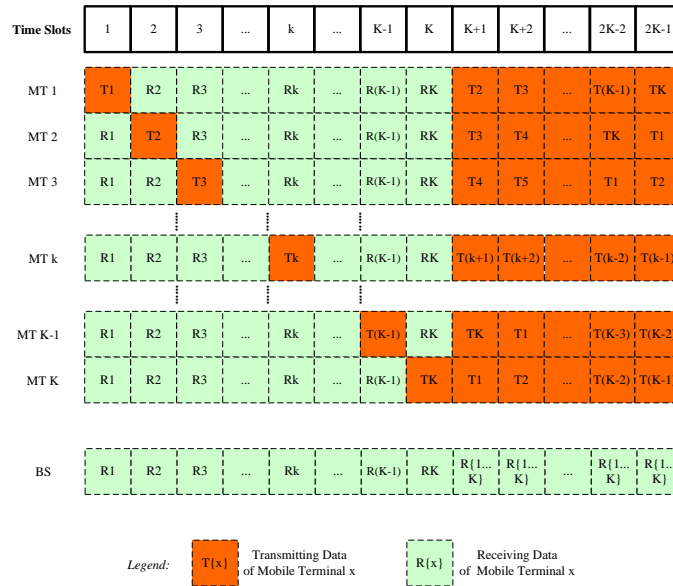 Time Slots 1 2 3 ... k ... K-1 K K+1 K+2 ... 2K-2 2K-1
MT 1 T1 R2 R3 ... Rk ... R(K-1) RK T2 T3 ... T(K-1) TK
MT 2 R1 T2 R3 ... Rk ... R(K-1) RK T3 T4 ... TK T1
MT 3 R1 R2 T3 ... Rk ... R(K-1) RK T4 T5 ... T1 T2
MT k R1 R2 R3 ... Tk ... R(K-1) RK T(k+1) T(k+2) ... T(k-2) T(k-1)
MT K-1 R1 R2 R3 ... Rk ... T(K-1) RK TK T1 ... T(K-3) T(K-2)
MT K R1 R2 R3 ... Rk ... R(K-1) TK T1 T2 ... T(K-2) T(K-1)
BS R1 R2 R3 ... Rk ... R(K-1) RK R{1... K} R{1... K} ... R{1... K} R{1... K}
Legend: T{x} Transmitting Data of Mobile Terminal x R{x} Receiving Data of Mobile Terminal x